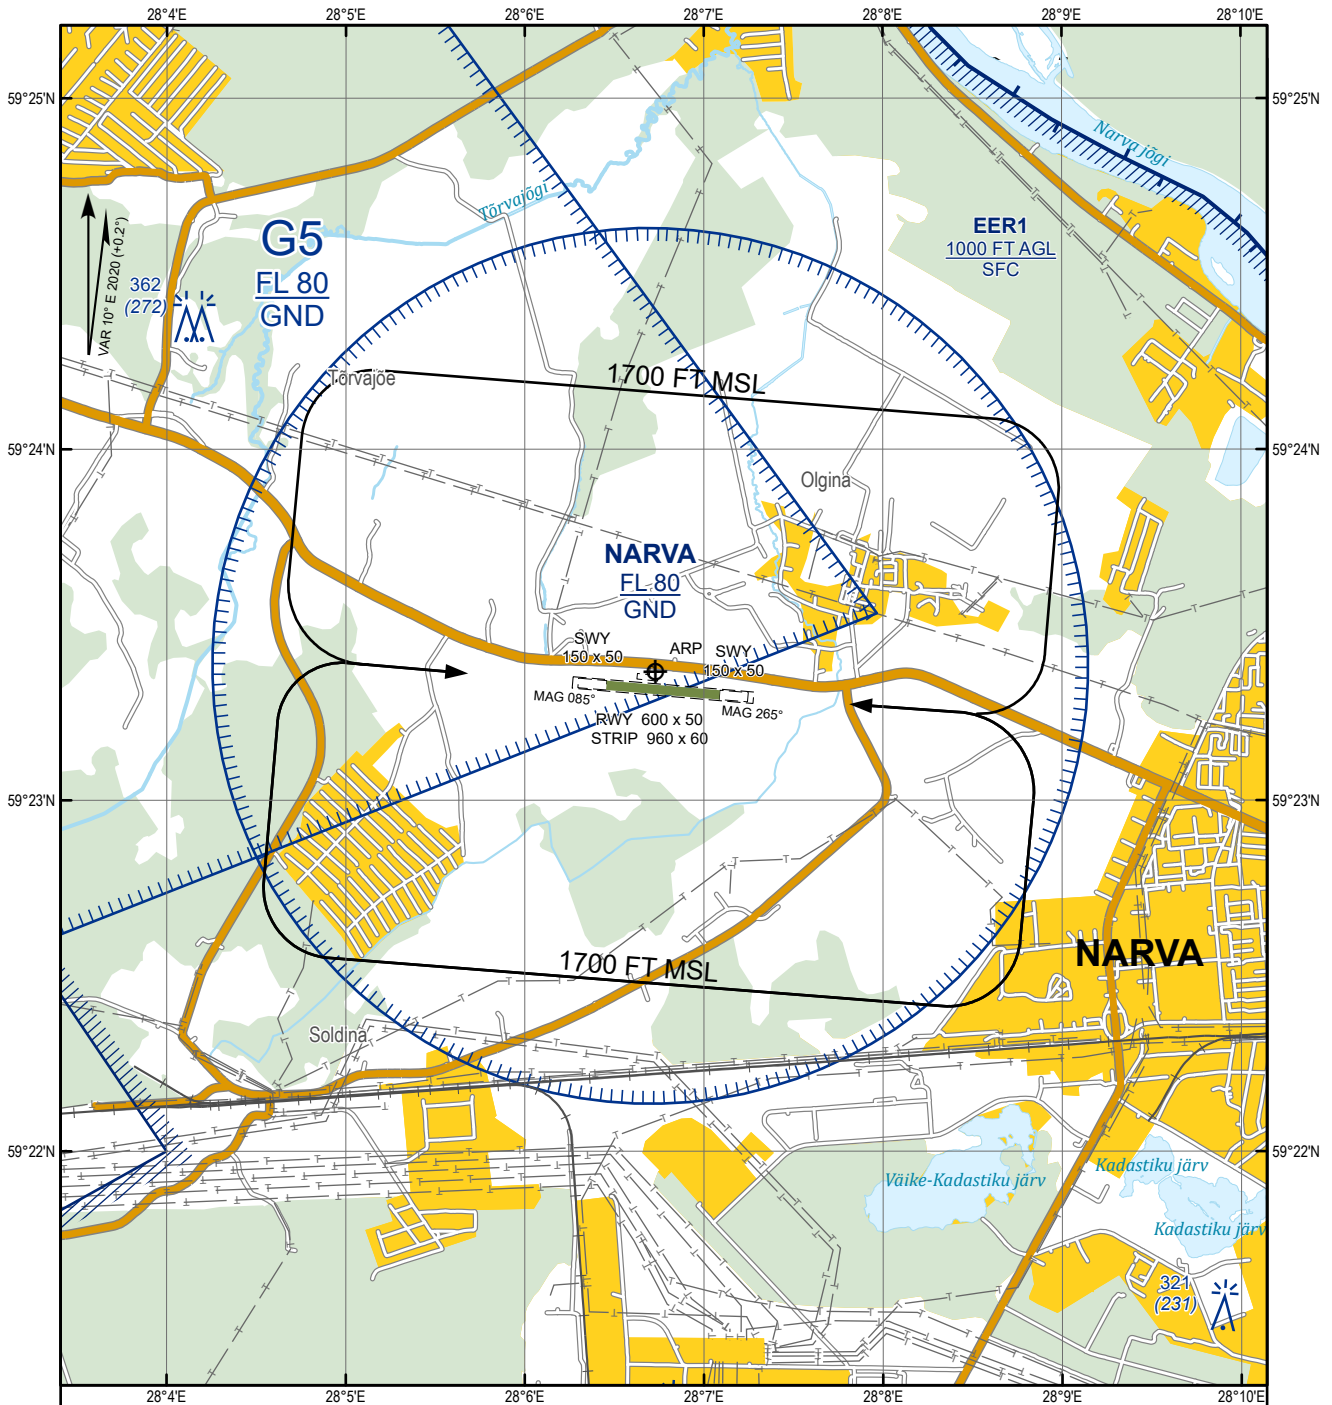 28°4'E
28°5'E
28°6'E
28°7'E
28°8'E
28°9'E
28°10'E
59°25'N
59°25'N
Narva jõgi
Tõrvajõgi
G5
FL 80
GND
EER1
1000 FT AGL
SFC
VAR 10° E 2020 (+0.2°)
362
(272)
Tõrvajõe
1700 FT MSL
59°24'N
59°24'N
Olgina
NARVA
FL 80
GND
SWY
150 x 50
ARP
SWY
150 x 50
MAG 085°
MAG 265°
RWY 600 x 50
STRIP 960 x 60
59°23'N
59°23'N
NARVA
1700 FT MSL
Soldina
59°22'N
59°22'N
Väike-Kadastiku järv
Kadastiku järv
Kadastiku järv
321
(231)
28°4'E
28°5'E
28°6'E
28°7'E
28°8'E
28°9'E
28°10'E